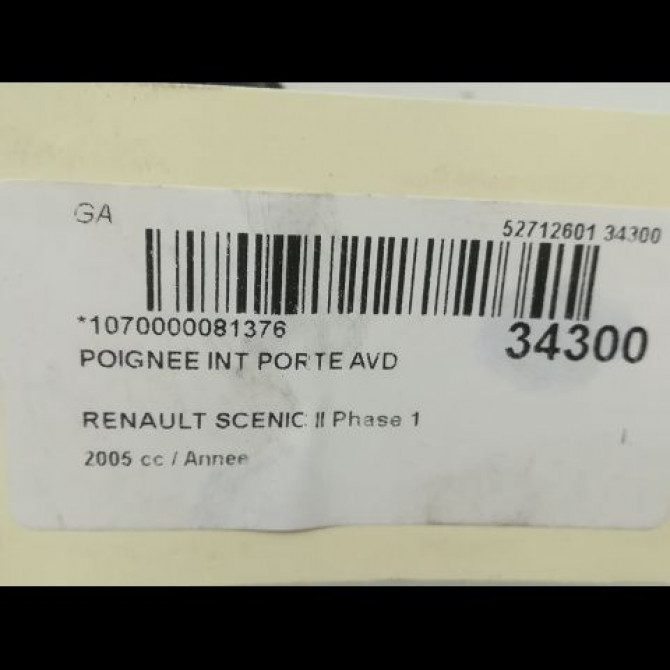 GA
52712601 34300
*1070000081376
34300
POIGNEE INT PORTE AVD
RENAULT SCENIC II Phase 1
2005 cc / Annee